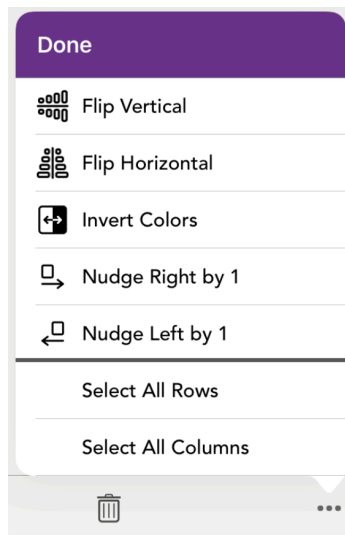 Done
Flip Vertical
Flip Horizontal
Invert Colors
Nudge Right by 1
Nudge Left by 1
Select All Rows
Select All Columns